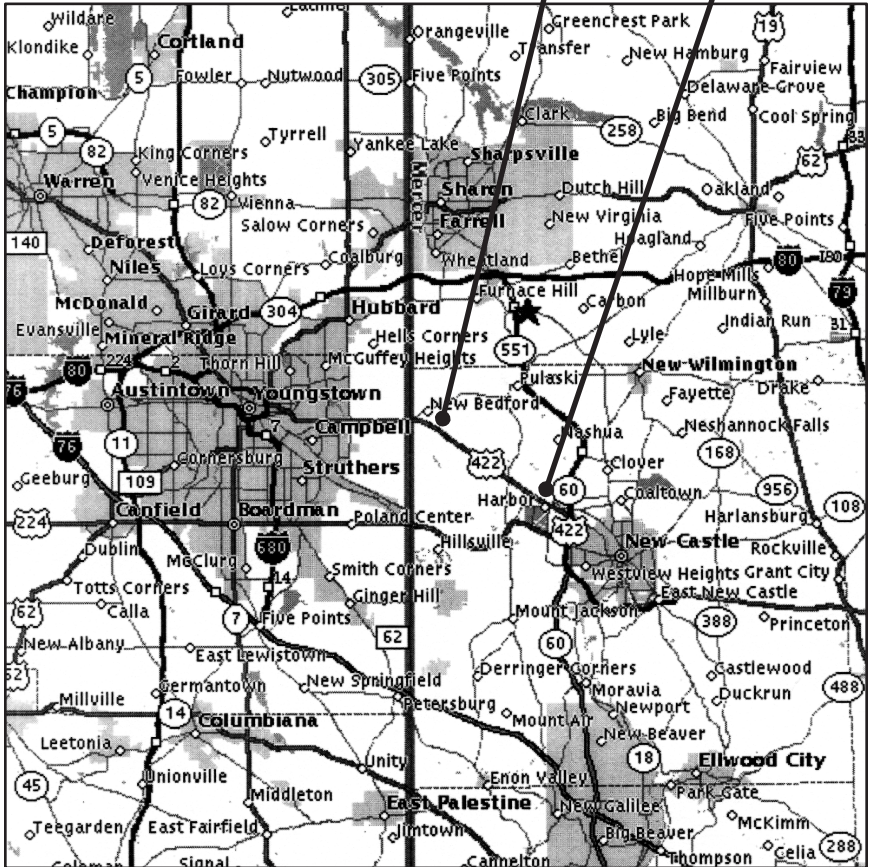 Wildare
Orangeville
Greencrest Park
19
Klondike
Cortland
Transfer
New Hamburg
5
Fowler
Nutwood
305
Five Points
Fairview
Champion
Delaware Grove
5
Clark
Big Bend
Cool Spring
Tyrrell
258
82
King Corners
Yankee Lake
Sharpsville
62
Warren
Venice Heights
Mercer
Sharon
Dutch Hill
Oakland
82
Vienna
Farrell
New Virginia
Five Points
140
Salow Corners
Hoagland
Deforest
Coalburg
Wheatland
Bethel
80
Niles
Loys Corners
Hope Mills
Furnace Hill
Millburn
79
McDonald
304
Hubbard
Carbon
Evansville
Girard
Indian Run
31
Mineral Ridge
Hells Corners
551
Lyle
224
2
Thorn Hill
McGuffey Heights
New Wilmington
80
Pulaski
Drake
76
Austintown
Youngstown
New Bedford
Fayette
7
Campbell
Nashua
Neshannock Falls
76
11
Cornersburg
422
Clover
168
Geeburg
109
Struthers
Harbor
60
Coaltown
956
108
224
Canfield
Boardman
Poland Center
422
Harlansburg
Dublin
680
Hillsville
New Castle
Rockville
McClurg
14
Smith Corners
Westview Heights
Grant City
Totts Corners
Ginger Hill
East New Castle
62
Calla
7
Five Points
Mount Jackson
388
Princeton
New Albany
62
60
East Lewistown
Derringer Corners
Castlewood
62
Germantown
New Springfield
Moravia
488
Millville
Petersburg
Newport
Duckrun
14
Columbiana
Mount Air
Leetonia
New Beaver
Unity
18
Ellwood City
45
Unionville
Enon Valley
Park Gate
Middleton
East Palestine
New Galilee
McKimm
Teegarden
East Fairfield
Jimtown
Big Beaver
Celia
288
Signal
Cannelton
Thompson